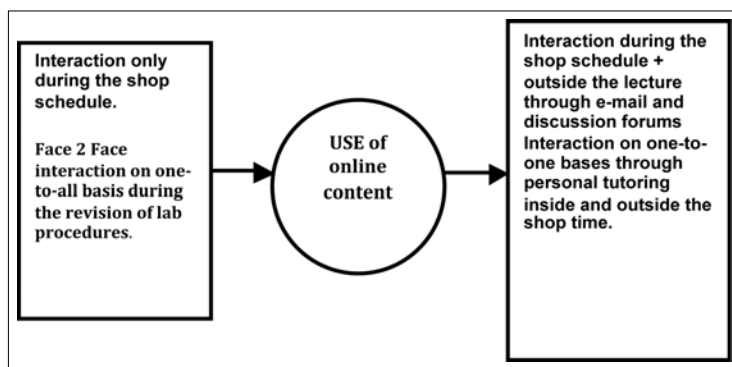 Interaction only
during the shop
schedule.
Face 2 Face
interaction on one-
to-all basis during
the revision of lab
procedures.
USE of
online
content
Interaction during the
shop schedule +
outside the lecture
through e-mail and
discussion forums
Interaction on one-to-
one bases through
personal tutoring
inside and outside the
shop time.